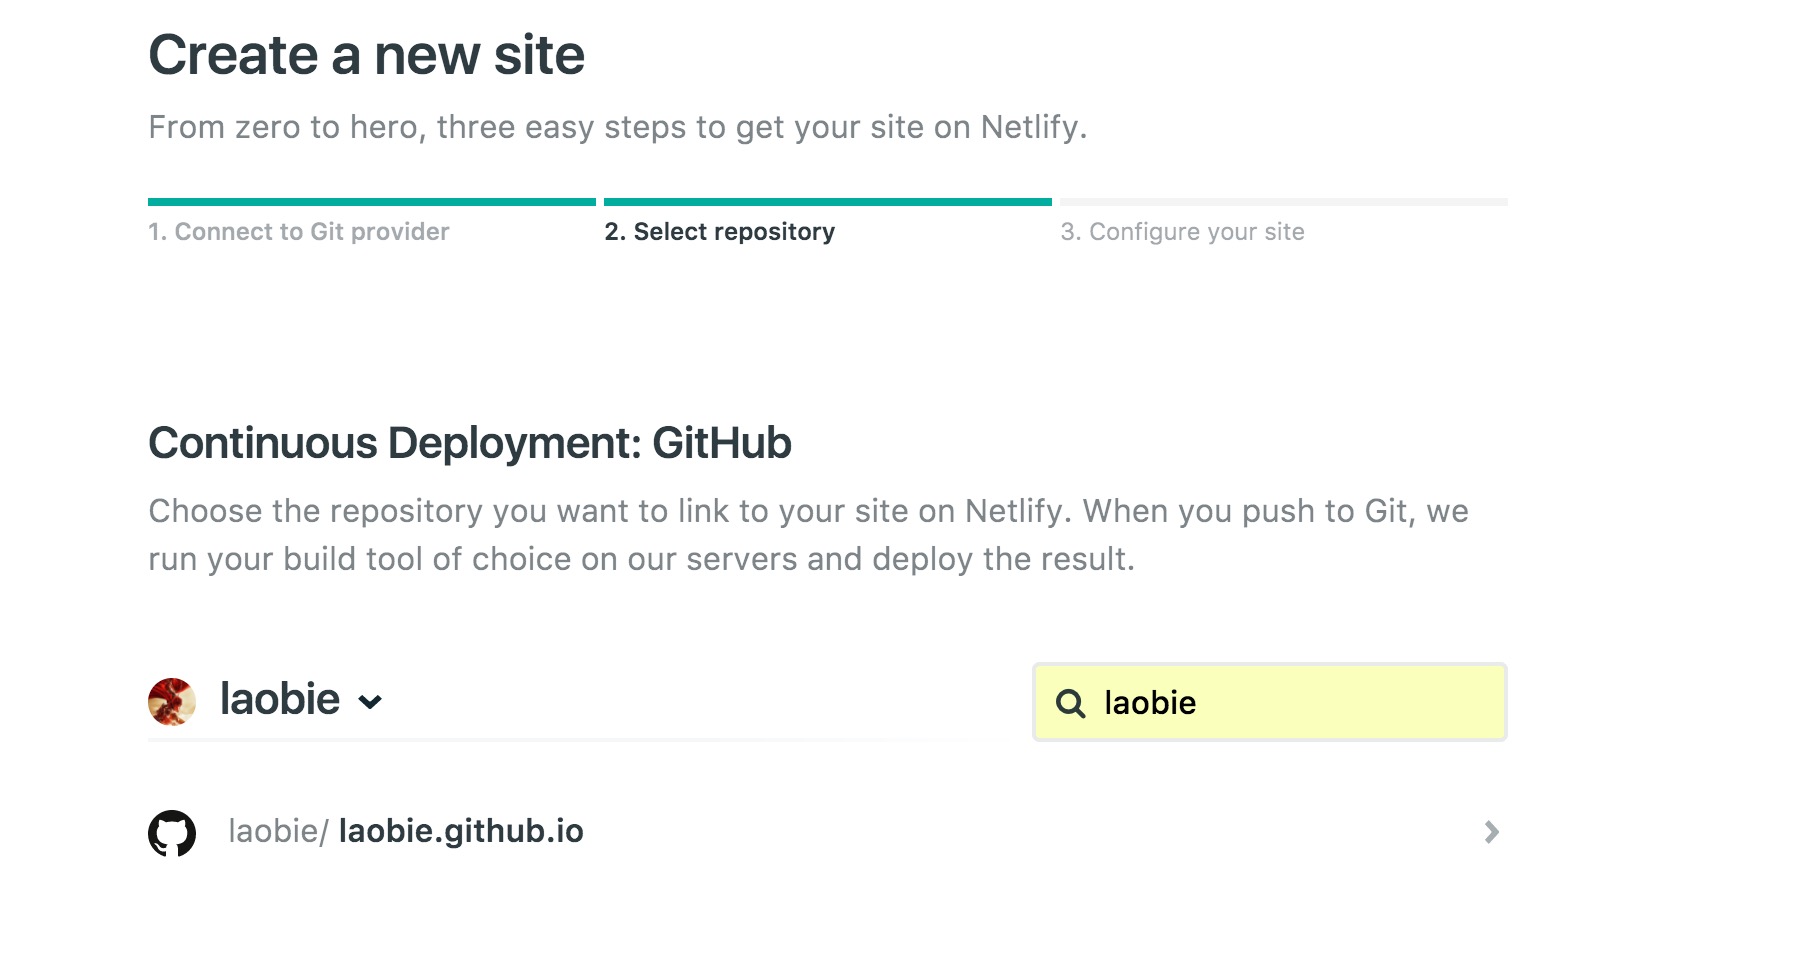 Create a new site
From zero to hero, three easy steps to get your site on Netlify.
1. Connect to Git provider
2. Select repository
3. Configure your site
Continuous Deployment: GitHub
Choose the repository you want to link to your site on Netlify. When you push to Git, we
run your build tool of choice on our servers and deploy the result.
laobie
laobie
laobie/ laobie.github.io